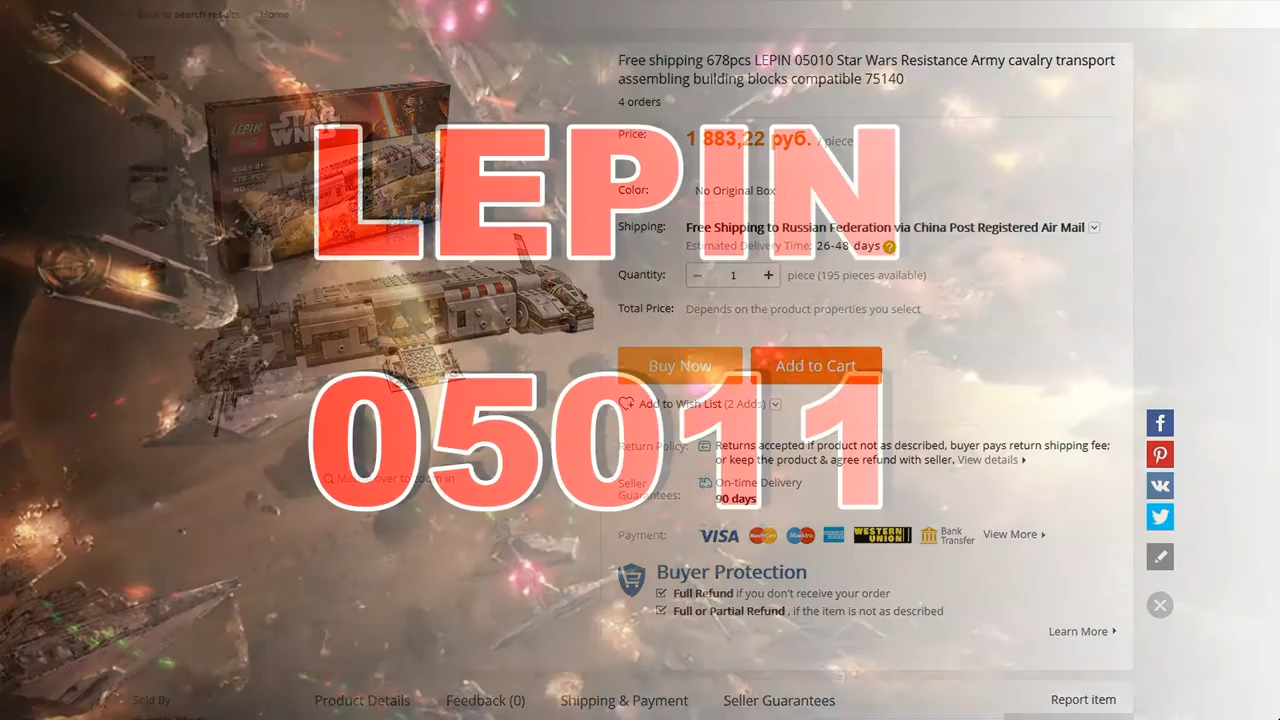 Back to search results Home
Free shipping 678pcs LEPIN 05010 Star Wars Resistance Army cavalry transport
assembling building blocks compatible 75140
4 orders
LEPIN
STAR
WARS
LEPIN
Price: 1 883,22 руб. / piece
Color: No Original Box
Shipping: Free Shipping to Russian Federation via China Post Registered Air Mail
Estimated Delivery Time: 26-48 days ?
Quantity: − 1 + piece (195 pieces available)
Total Price: Depends on the product properties you select
Buy Now Add to Cart
05011
Add to Wish List (2 Adds)
Return Policy: Returns accepted if product not as described, buyer pays return shipping fee;
or keep the product & agree refund with seller. View details
Seller
Guarantees: On-time Delivery
90 days
Payment: VISA MasterCard Maestro WESTERN UNION Bank Transfer View More
Buyer Protection
Full Refund if you don't receive your order
Full or Partial Refund , if the item is not as described
Learn More
Sold By
Product Details Feedback (0) Shipping & Payment Seller Guarantees Report item